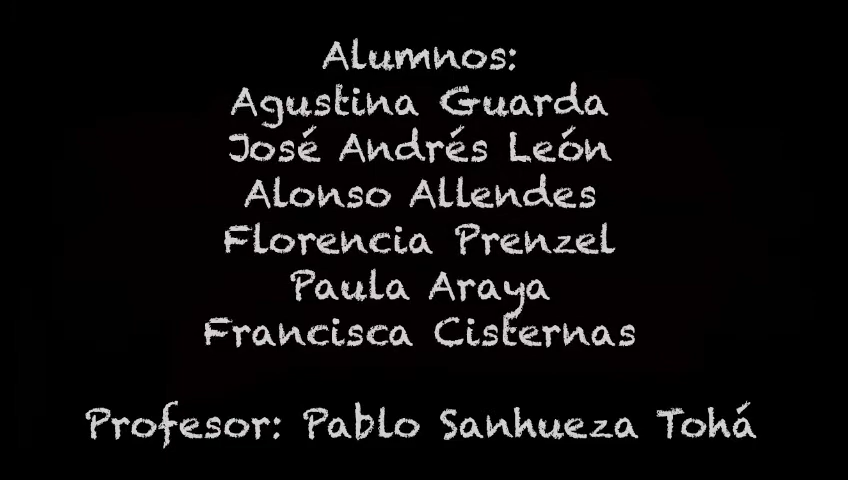 Alumnos:
Agustina Guarda
José Andrés León
Alonso Allendes
Florencia Prenzel
Paula Araya
Francisca Cisternas
Profesor: Pablo Sanhueza Tohá